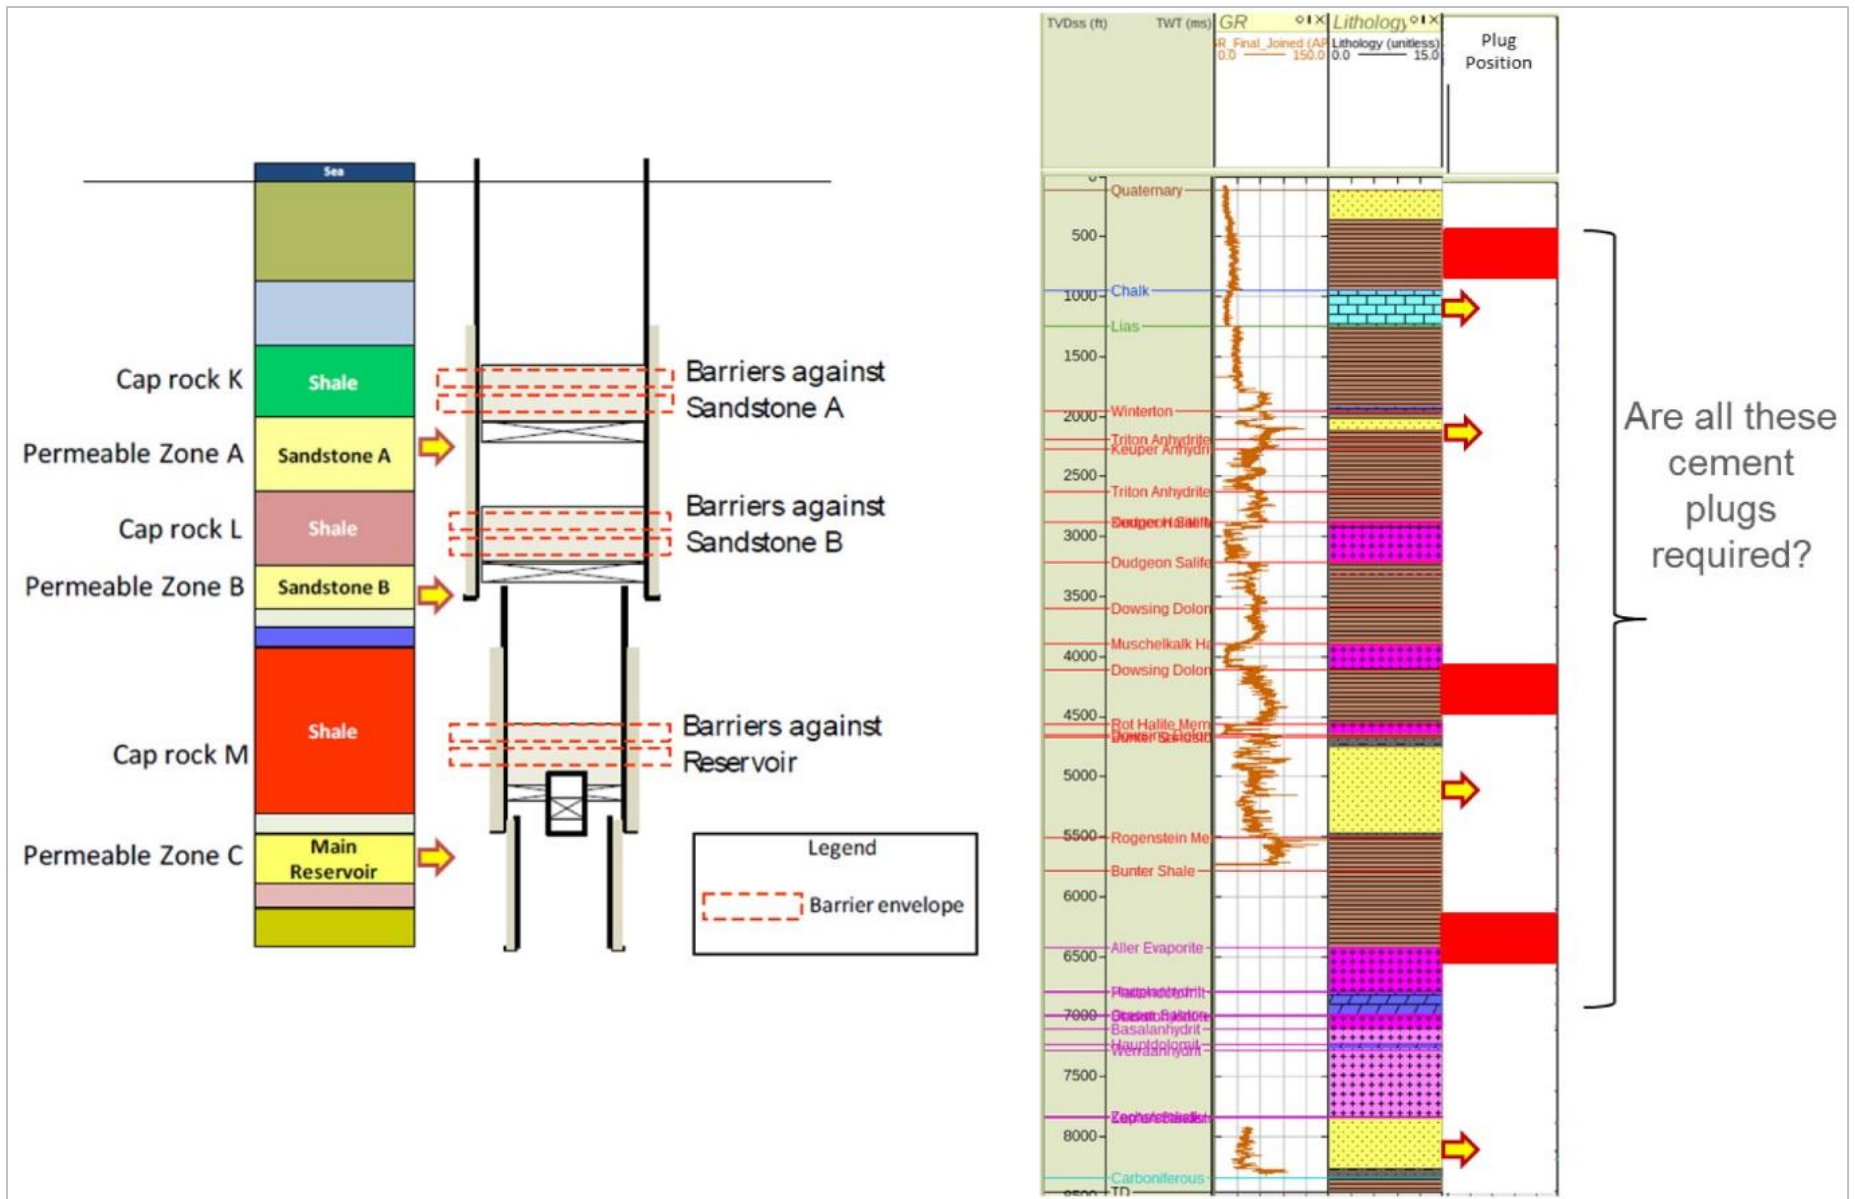 Sea
Cap rock K
Shale
Barriers against
Sandstone A
Permeable Zone A
Sandstone A
Cap rock L
Shale
Barriers against
Sandstone B
Permeable Zone B
Sandstone B
Shale
Barriers against
Reservoir
Cap rock M
Permeable Zone C
Main
Reservoir
Legend
Barrier envelope
TVDss (ft)
TWT (ms)
GR
Lithology
R_Final_Joined (AP
0.0 150.0
Lithology (unitless)
0.0 15.0
Plug
Position
Quaternary
500
Chalk
1000
Lias
1500
Winterton
2000
Triton Anhydrite
Keuper Anhydri
2500
Triton Anhydrite
3000
Dudgeon Salife
3500
Dowsing Dolon
Muschelkalk Ha
4000
Dowsing Dolon
4500
Rot Halite Mem
5000
5500
Rogenstein Me
Bunter Shale
6000
Aller Evaporite
6500
7000
Basalanhydrit
Hauptdolomit
Werraanhydrit
7500
8000
Carboniferous
8500
TD
Are all these
cement
plugs
required?